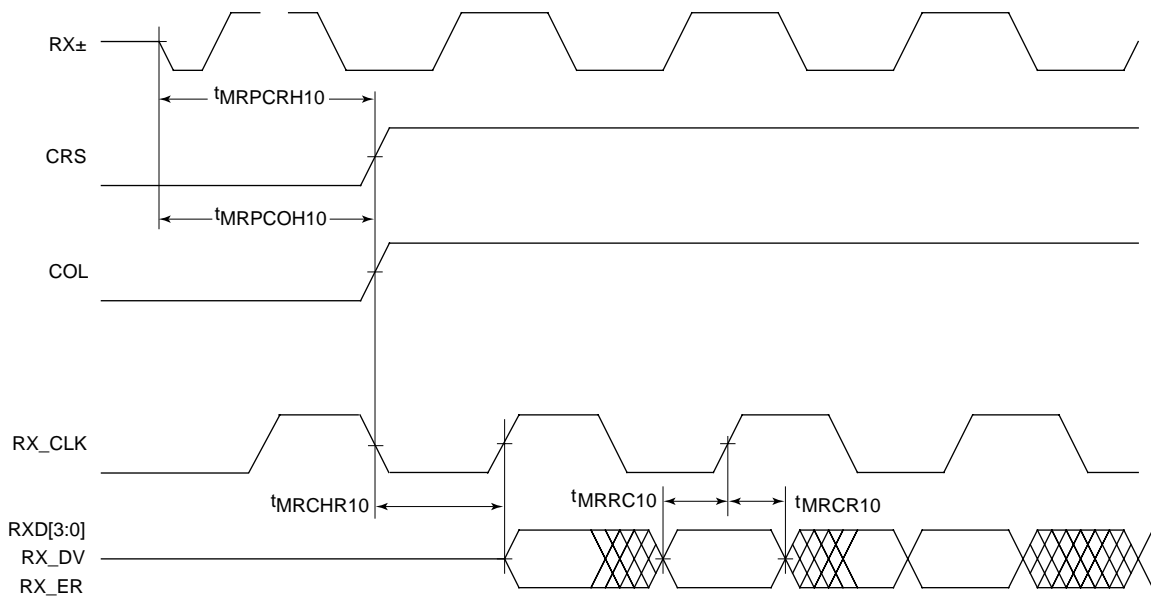 RX±
tMRPCRH10
CRS
tMRPCOH10
COL
RX_CLK
tMRCHR10
tMRRC10
tMRCR10
RXD[3:0]
RX_DV
RX_ER